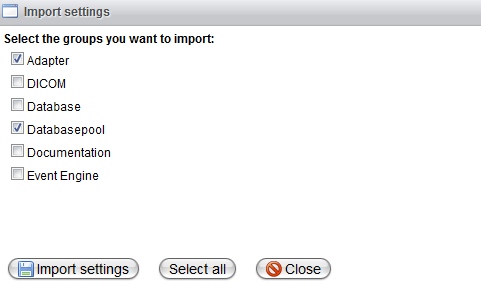 Import settings
Select the groups you want to import:
Adapter
DICOM
Database
Databasepool
Documentation
Event Engine
Import settings Select all Close